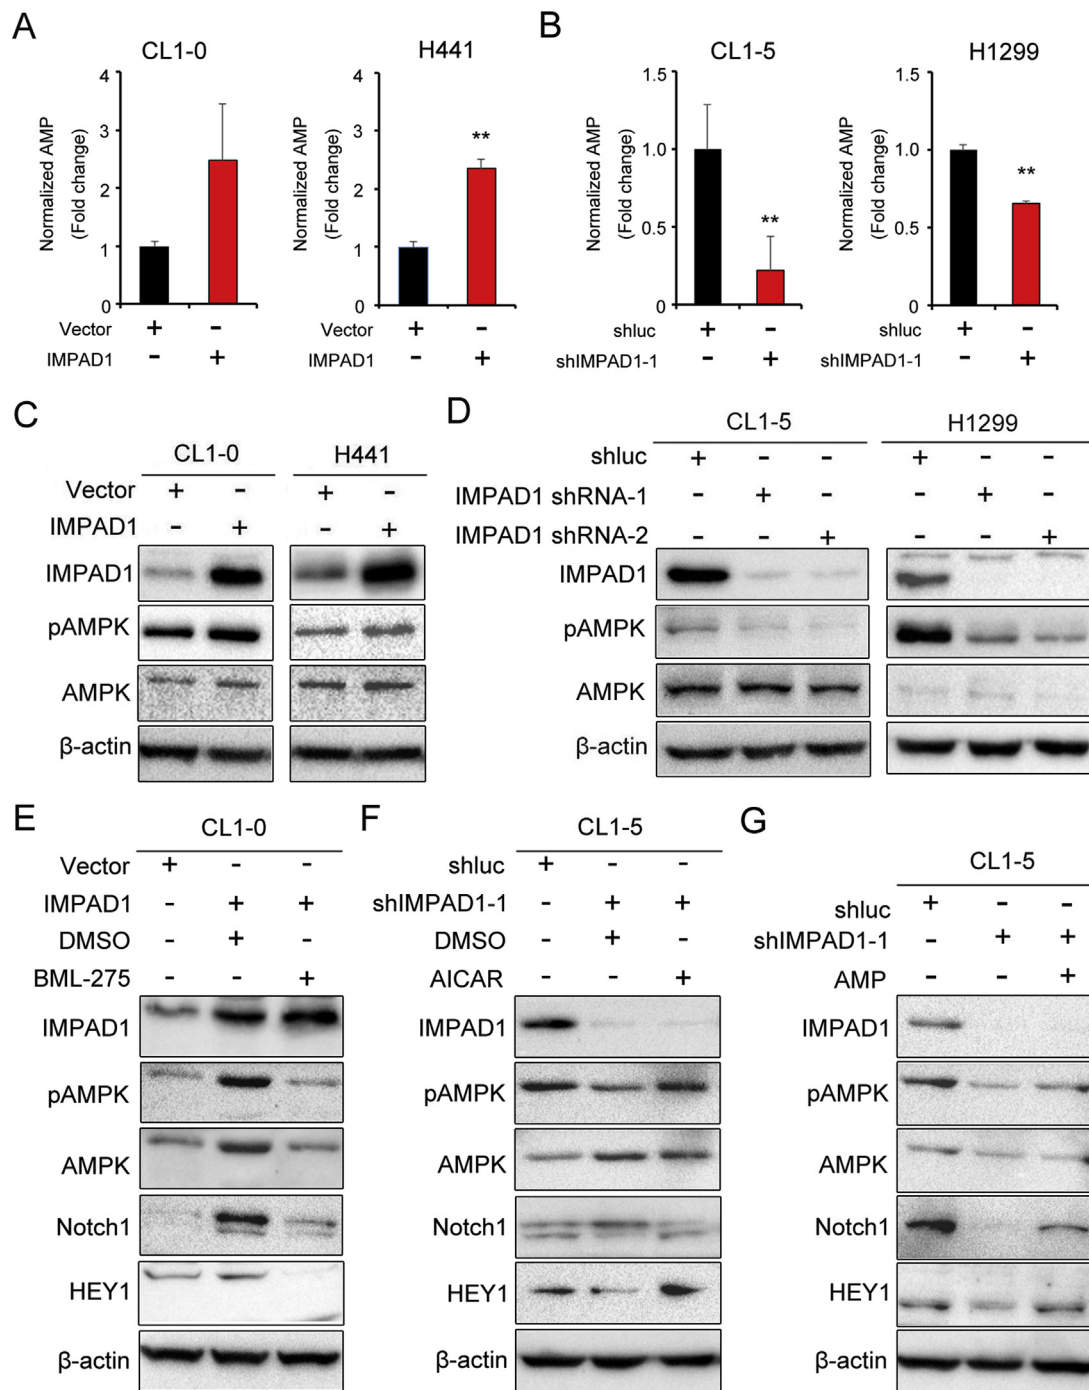 A
CL1-0
Normalized AMP
(Fold change)
4
3
2
1
0
Vector + -
IMPAD1 - +
H441
**
Normalized AMP
(Fold change)
4
3
2
1
0
Vector + -
IMPAD1 - +
B
CL1-5
**
Normalized AMP
(Fold change)
1.5
1.0
0.5
0
shluc + -
shIMPAD1-1 - +
H1299
**
Normalized AMP
(Fold change)
1.5
1.0
0.5
0
shluc + -
shIMPAD1-1 - +
C
CL1-0 H441
Vector + - + -
IMPAD1 - + - +
IMPAD1
pAMPK
AMPK
β-actin
D
CL1-5 H1299
shluc + - - + - -
IMPAD1 shRNA-1 - + - - + -
IMPAD1 shRNA-2 - - + - - +
IMPAD1
pAMPK
AMPK
β-actin
E
CL1-0
Vector + - -
IMPAD1 - + +
DMSO - + -
BML-275 - - +
IMPAD1
pAMPK
AMPK
Notch1
HEY1
β-actin
F
CL1-5
shluc + - -
shIMPAD1-1 - + +
DMSO - + -
AICAR - - +
IMPAD1
pAMPK
AMPK
Notch1
HEY1
β-actin
G
CL1-5
shluc + - -
shIMPAD1-1 - + +
AMP - - +
IMPAD1
pAMPK
AMPK
Notch1
HEY1
β-actin